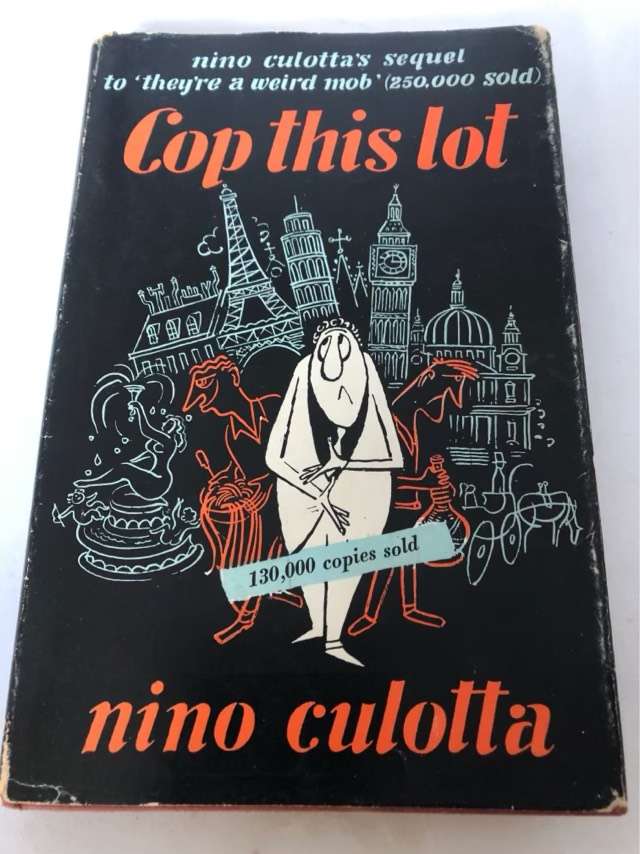 nino culotta's sequel
to 'they're a weird mob' (250,000 sold)
Cop this lot
130,000 copies sold
nino culotta